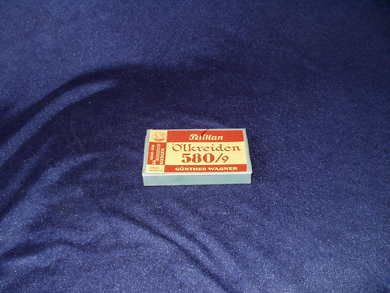 Pelikan
Ölkreiden
580/9
GÜNTHER WAGNER